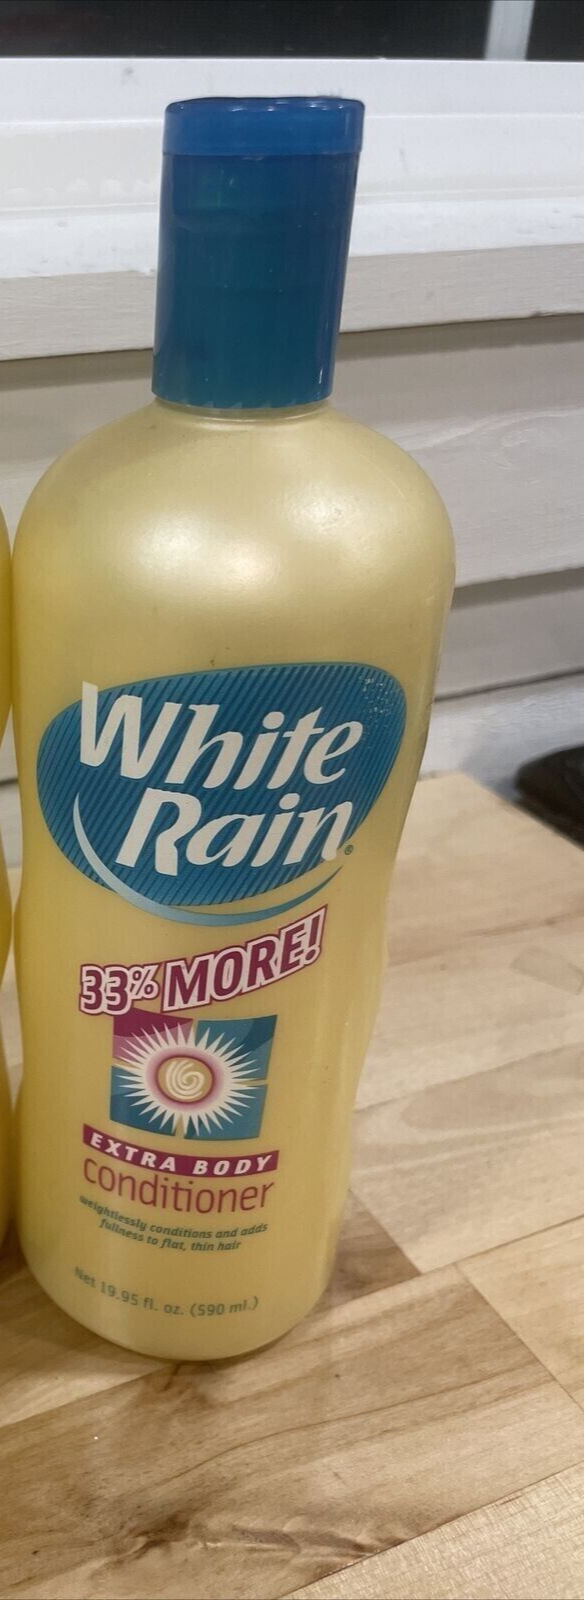 White
Rain®
33% MORE!
EXTRA BODY
conditioner
weightlessly conditions and adds
fullness to flat, thin hair
Net 19.95 fl. oz. (590 ml.)